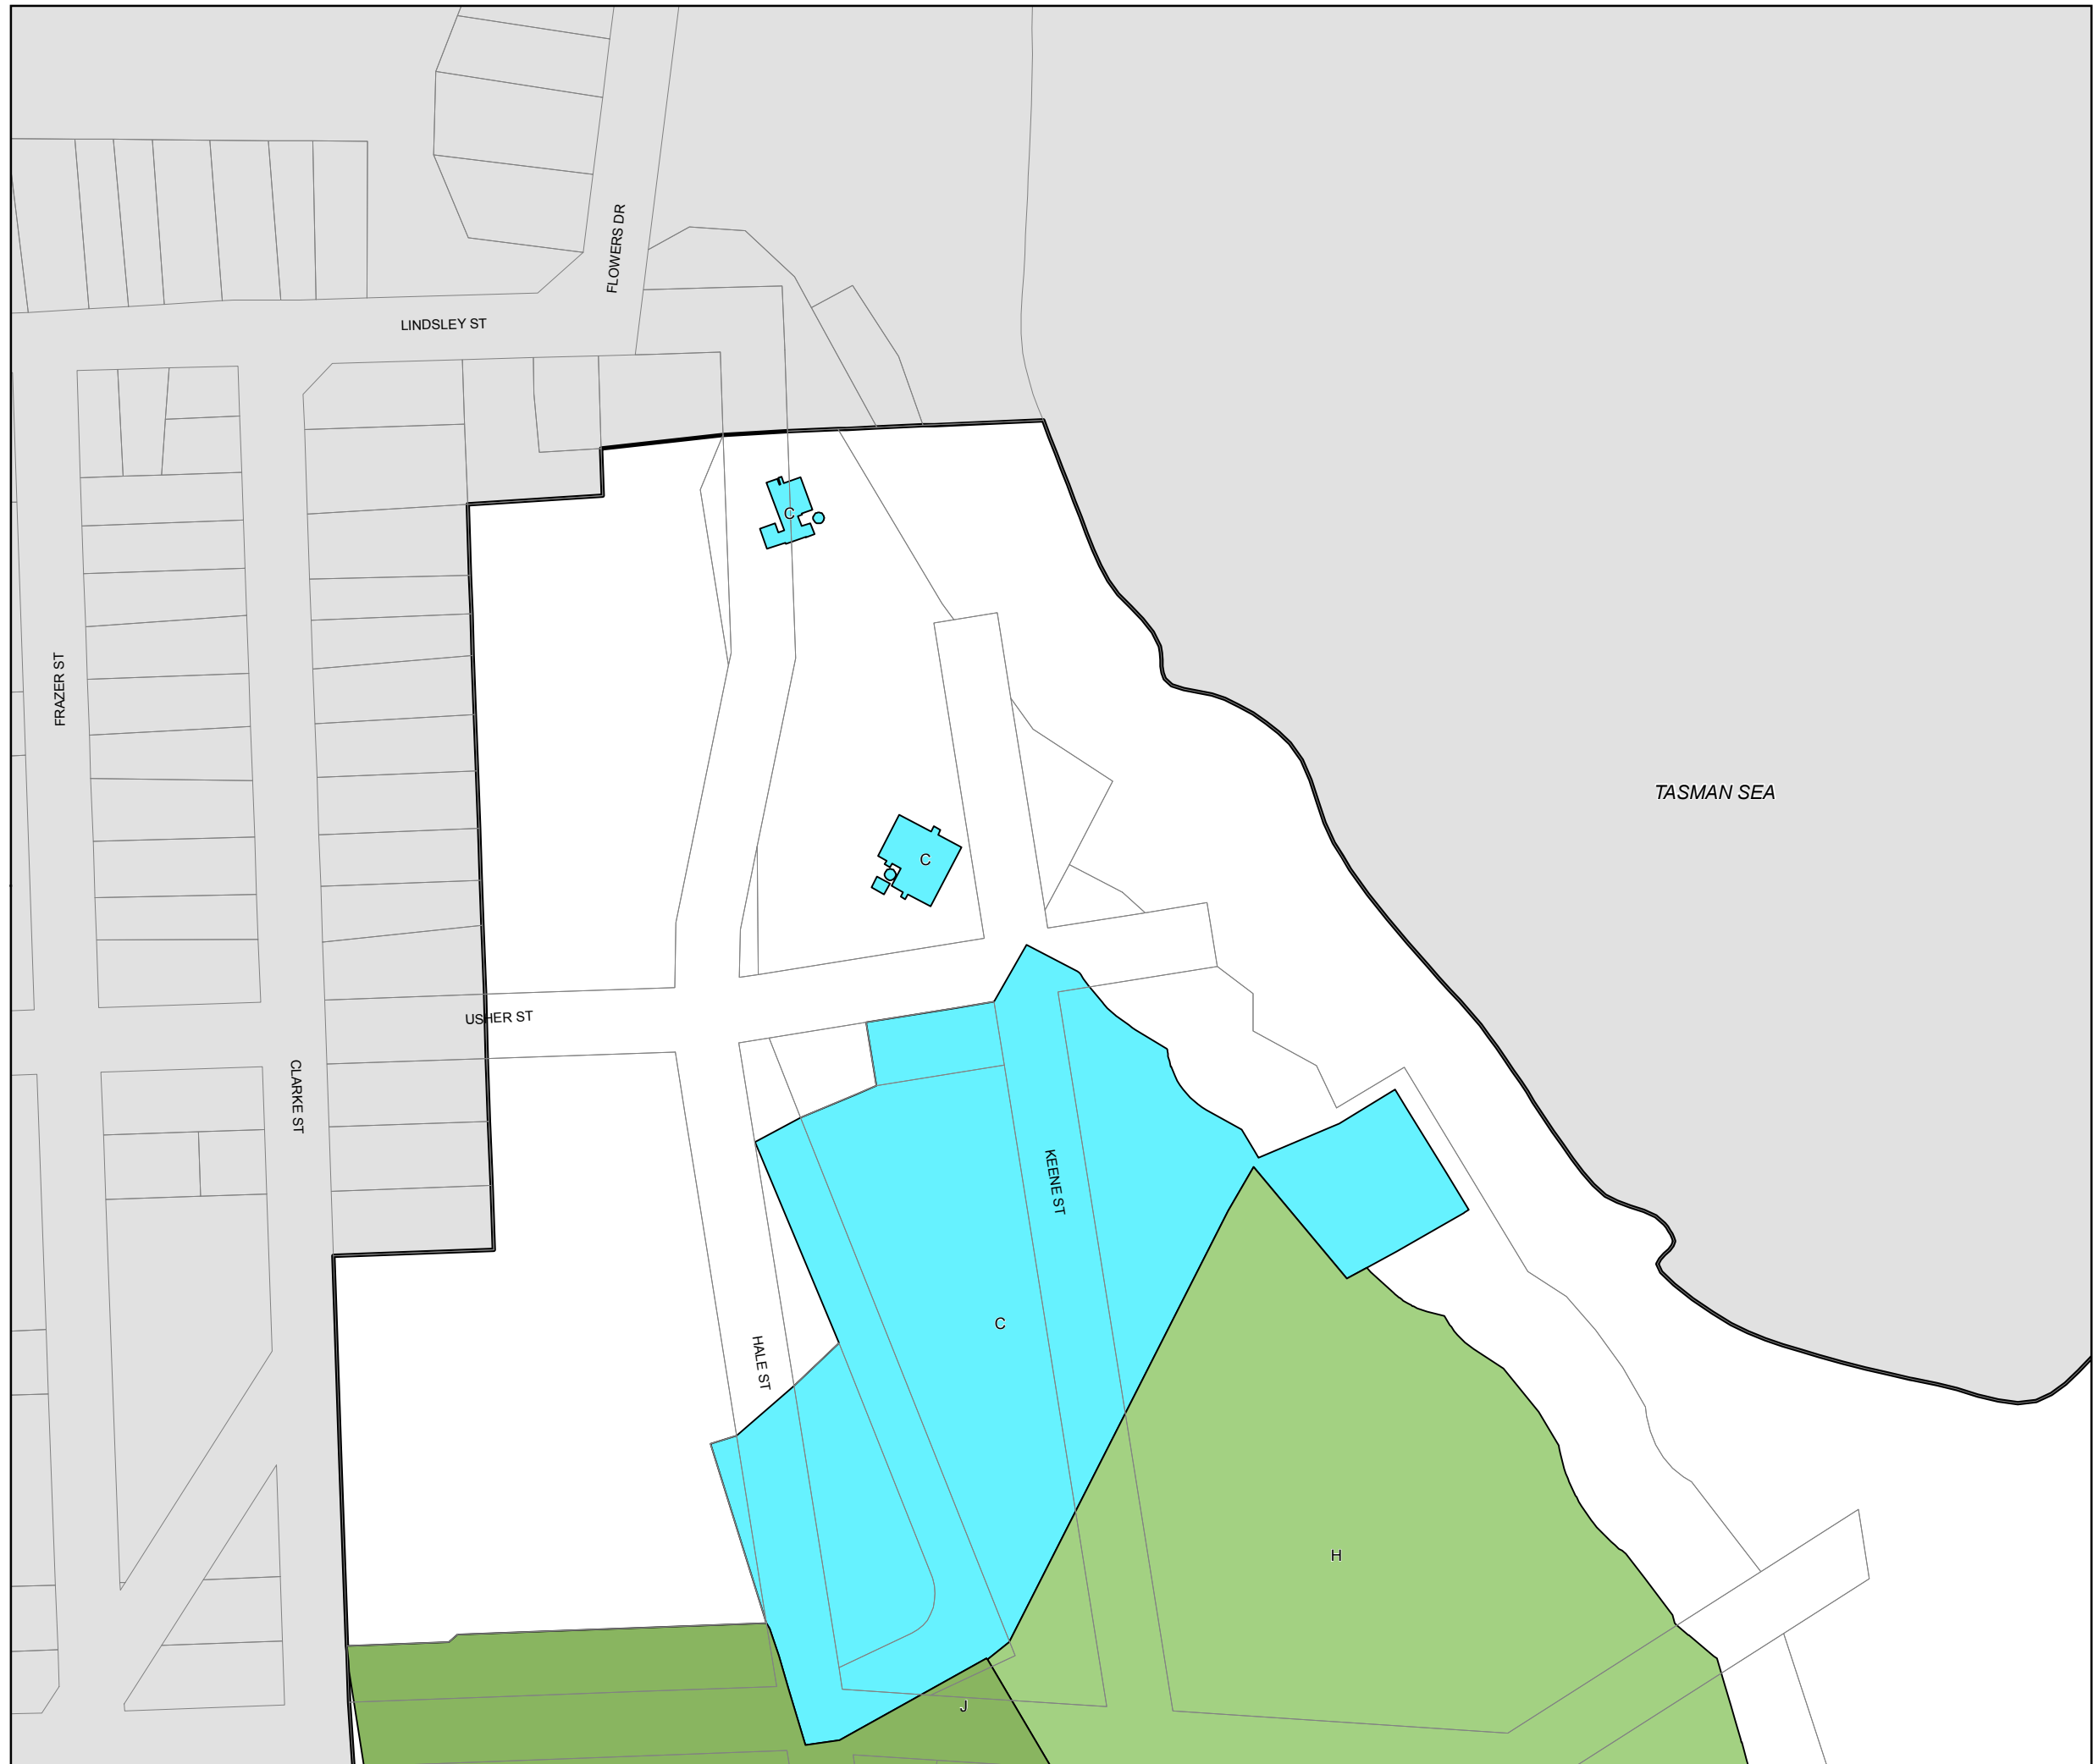 FLOWERS DR
LINDSLEY ST
C
FRAZER ST
TASMAN SEA
C
USHER ST
CLARKE ST
KEENE ST
C
HALE ST
H
J